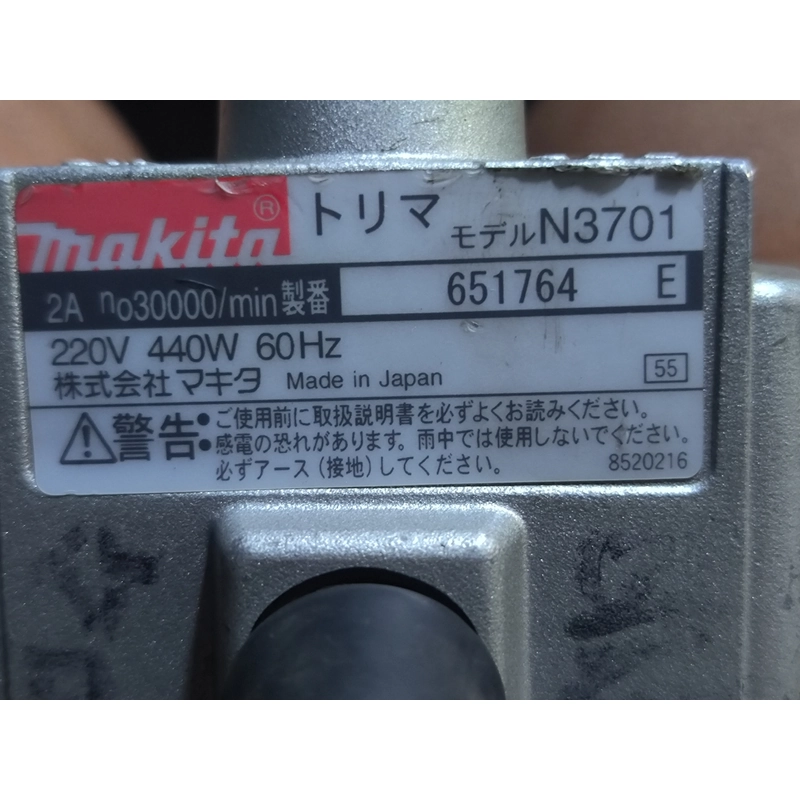 makita® トリマ モデルN3701
2A no30000/min 製番 651764 E
220V 440W 60Hz
株式会社マキタ Made in Japan 55
警告 • ご使用前に取扱説明書を必ずよくお読みください。
• 感電の恐れがあります。雨中では使用しないでください。
必ずアース(接地)してください。 8520216